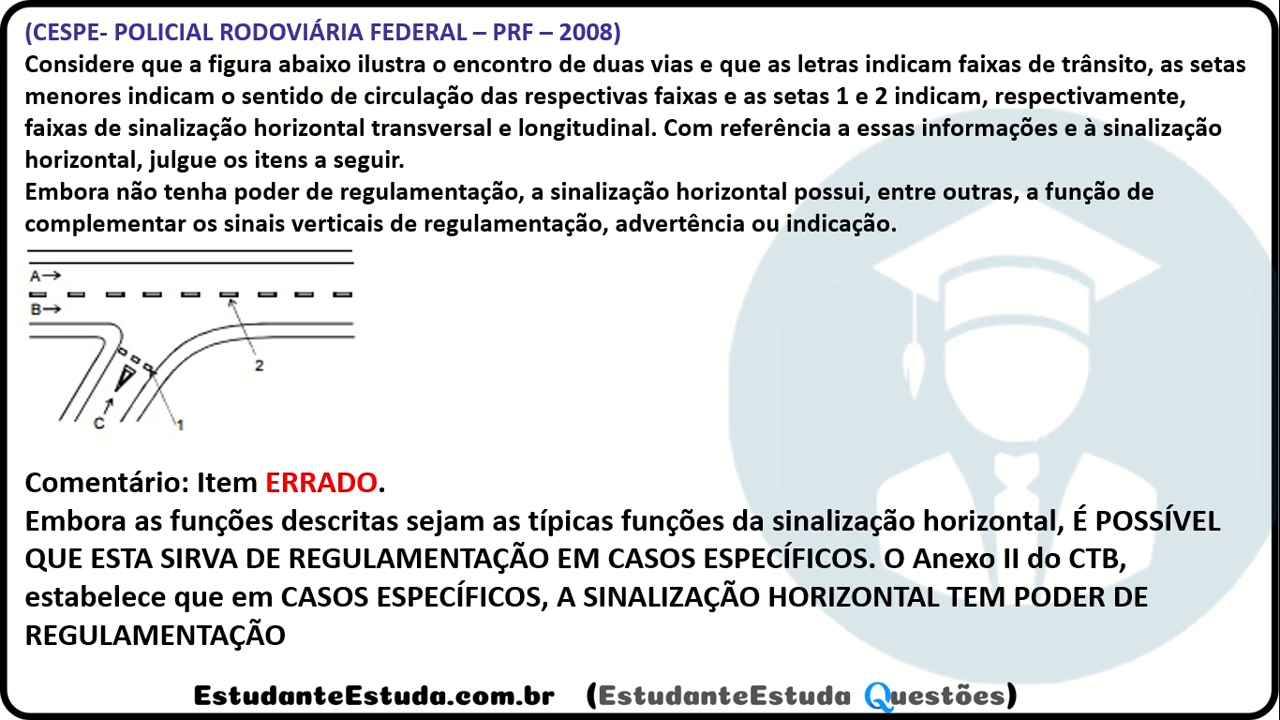 (CESPE- POLICIAL RODOVIÁRIA FEDERAL – PRF – 2008)
Considere que a figura abaixo ilustra o encontro de duas vias e que as letras indicam faixas de trânsito, as setas
menores indicam o sentido de circulação das respectivas faixas e as setas 1 e 2 indicam, respectivamente,
faixas de sinalização horizontal transversal e longitudinal. Com referência a essas informações e à sinalização
horizontal, julgue os itens a seguir.
Embora não tenha poder de regulamentação, a sinalização horizontal possui, entre outras, a função de
complementar os sinais verticais de regulamentação, advertência ou indicação.
A
B
2
C
1
Comentário: Item ERRADO.
Embora as funções descritas sejam as típicas funções da sinalização horizontal, É POSSÍVEL
QUE ESTA SIRVA DE REGULAMENTAÇÃO EM CASOS ESPECÍFICOS. O Anexo II do CTB,
estabelece que em CASOS ESPECÍFICOS, A SINALIZAÇÃO HORIZONTAL TEM PODER DE
REGULAMENTAÇÃO
EstudanteEstuda.com.br (EstudanteEstuda Questões)